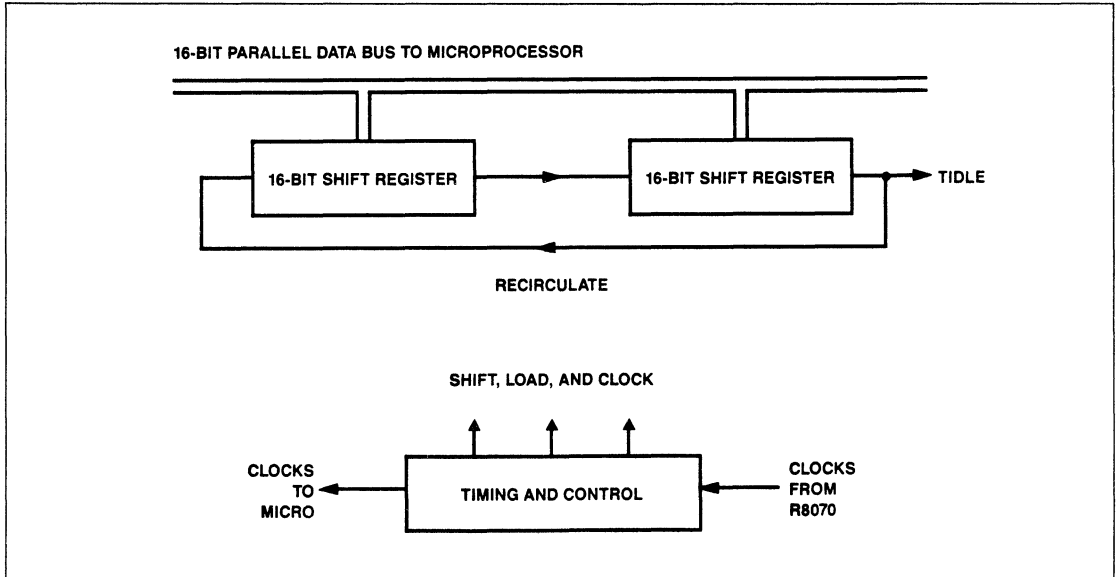 16-BIT PARALLEL DATA BUS TO MICROPROCESSOR
16-BIT SHIFT REGISTER
16-BIT SHIFT REGISTER
TIDLE
RECIRCULATE
SHIFT, LOAD, AND CLOCK
CLOCKS
TO
MICRO
TIMING AND CONTROL
CLOCKS
FROM
R8070